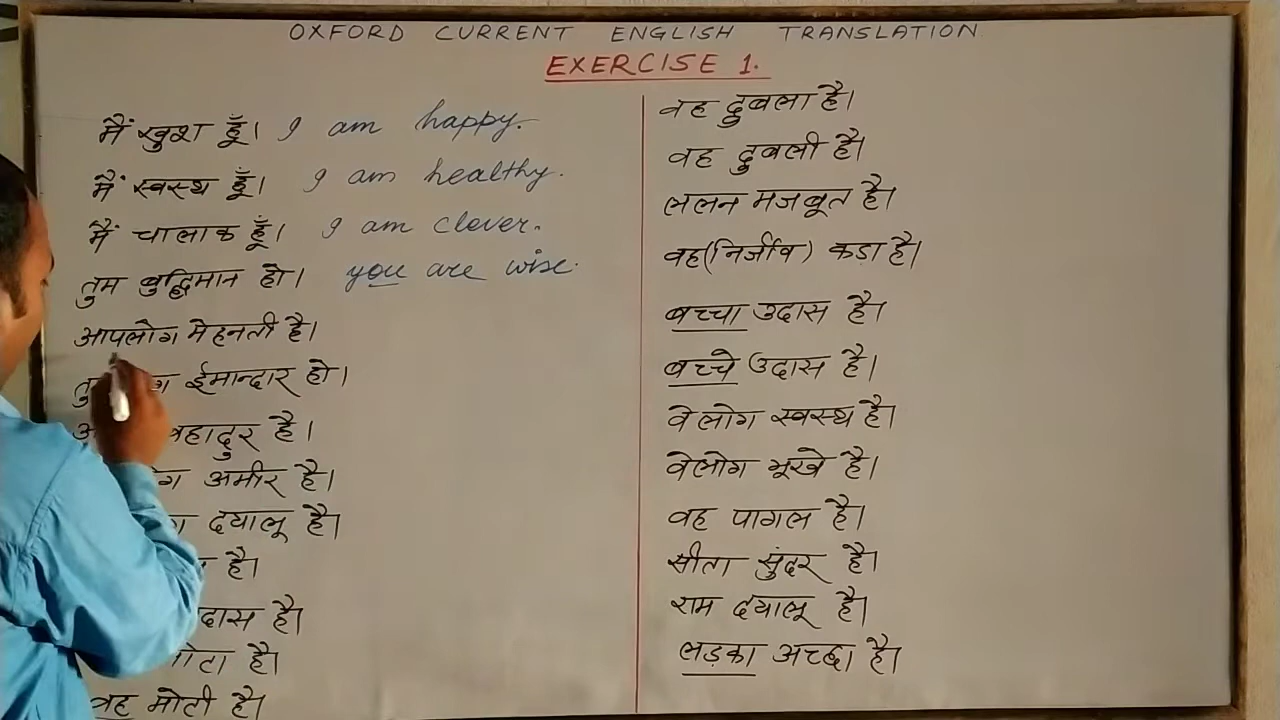 OXFORD CURRENT ENGLISH TRANSLATION
EXERCISE 1.
मैं खुश हूँ। I am happy.
मैं स्वस्थ हूँ। I am healthy.
मैं चालाक हूँ। I am clever.
तुम बुद्धिमान हो। you are wise.
आपलोग मेहनती है।
ईमान्दार हो।
बहादुर है।
अमीर है।
दयालू है।
है।
है।
है।
वह मोटी है।
वह दुबला है।
वह दुबली है।
ललन मजबूत है।
वह(निर्जीव) कड़ा है।
बच्चा उदास है।
बच्चे उदास है।
वेलोग स्वस्थ है।
वेलोग भूखे है।
वह पागल है।
सीता सुंदर है।
राम दयालू है।
लड़का अच्छा है।